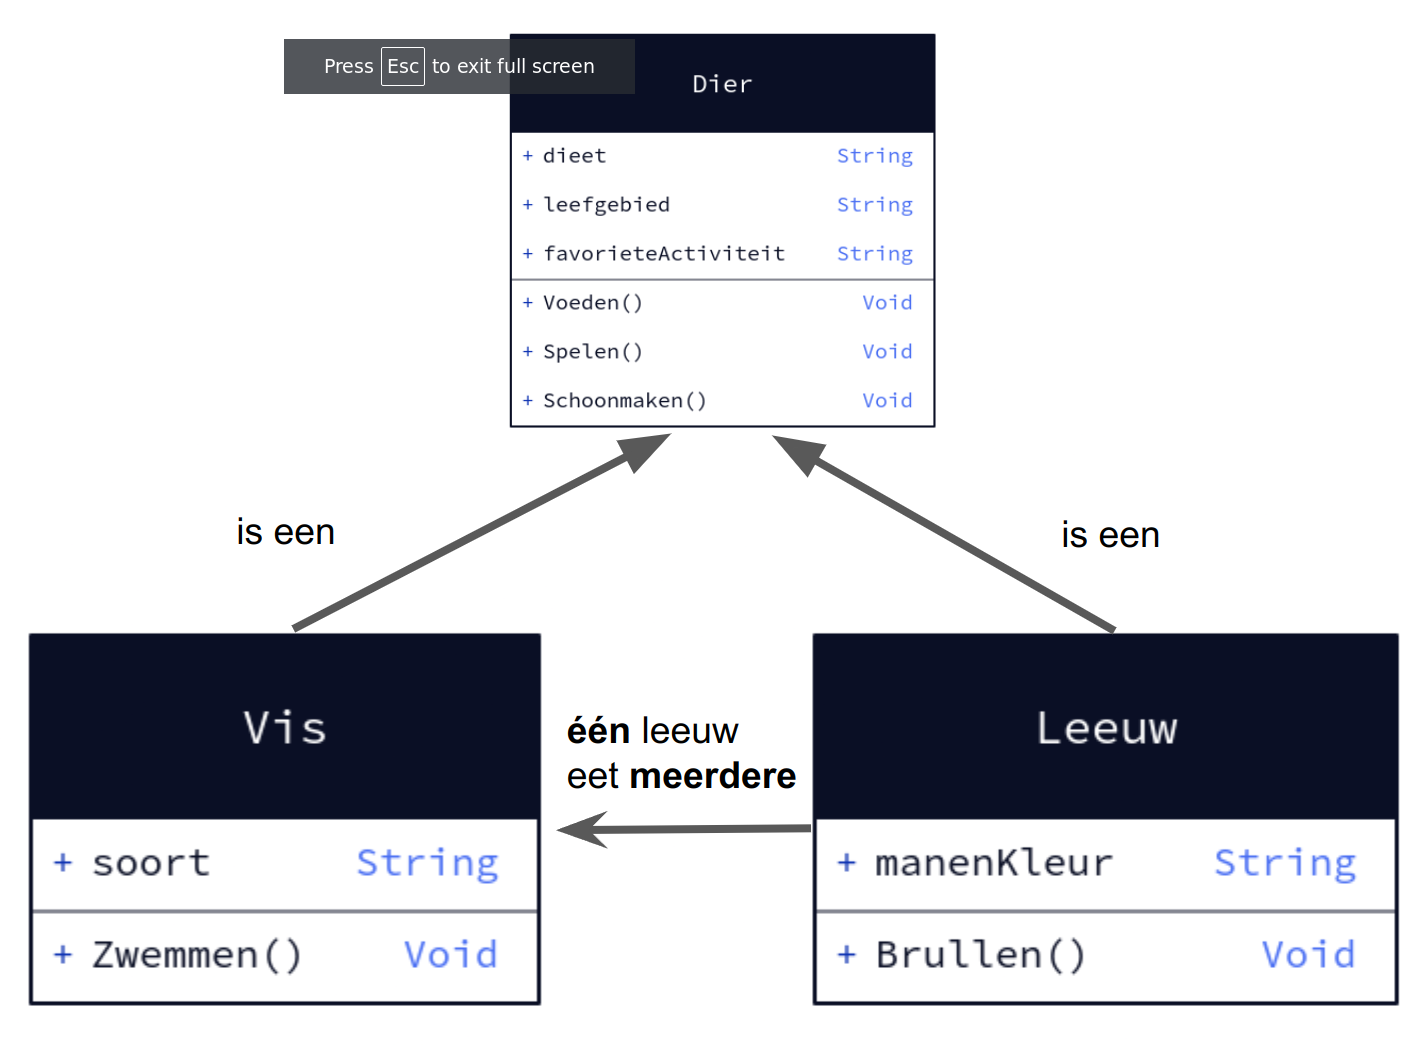 Press Esc to exit full screen
Dier
+ dieet String
+ leefgebied String
+ favorieteActiviteit String
+ Voeden() Void
+ Spelen() Void
+ Schoonmaken() Void
is een
is een
Vis
+ soort String
+ Zwemmen() Void
één leeuw
eet meerdere
Leeuw
+ manenKleur String
+ Brullen() Void